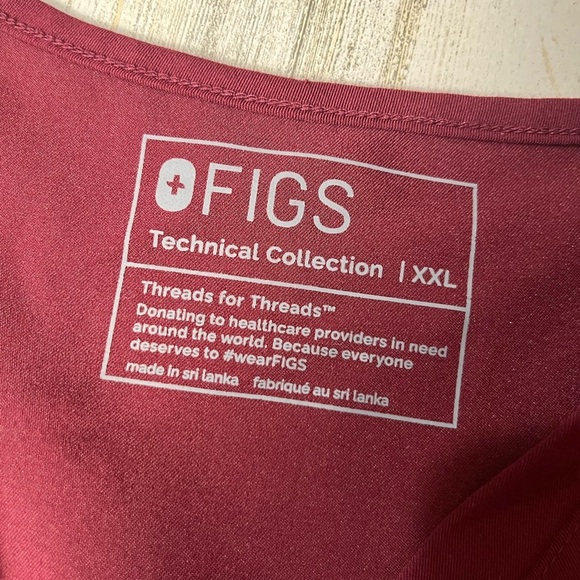 FIGS
Technical Collection | XXL
Threads for Threads™
Donating to healthcare providers in need
around the world. Because everyone
deserves to #wearFIGS
made in sri lanka fabriqué au sri lanka